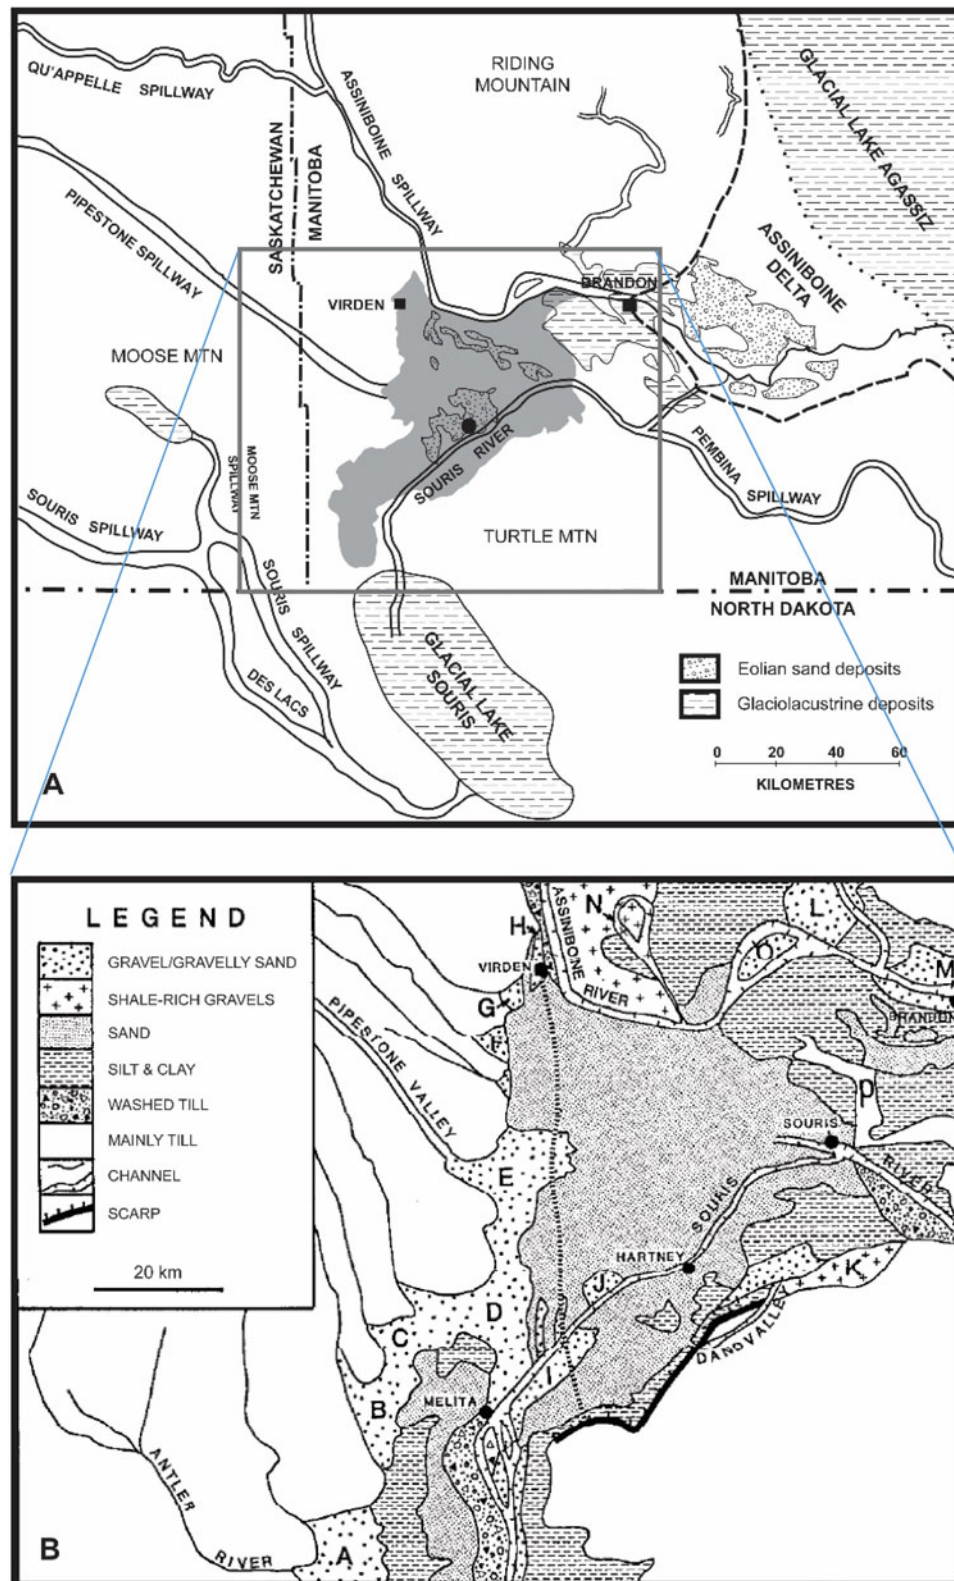 QU'APPELLE SPILLWAY
ASSINIBOINE SPILLWAY
RIDING
MOUNTAIN
GLACIAL LAKE AGASSIZ
PIPESTONE SPILLWAY
SASKATCHEWAN
MANITOBA
ASSINIBOINE
DELTA
BRANDON
VIRDEN
MOOSE MTN
MOOSE MTN
SPILLWAY
SOURIS RIVER
PEMBINA SPILLWAY
SOURIS SPILLWAY
TURTLE MTN
SOURIS SPILLWAY
MANITOBA
NORTH DAKOTA
DES LACS
GLACIAL LAKE
SOURIS
Eolian sand deposits
Glaciolacustrine deposits
0 20 40 60
KILOMETRES
A
LEGEND
GRAVEL/GRAVELLY SAND
SHALE-RICH GRAVELS
SAND
SILT & CLAY
WASHED TILL
MAINLY TILL
CHANNEL
SCARP
20 km
H
ASSINIBOINE
RIVER
N
L
VIRDEN
O
M
BRANDON
G
F
PIPESTONE
VALLEY
P
SOURIS
E
SOURIS
RIVER
HARTNEY
K
J
D
DAND VALLEY
C
I
B
MELITA
ANTLER
RIVER
A
B